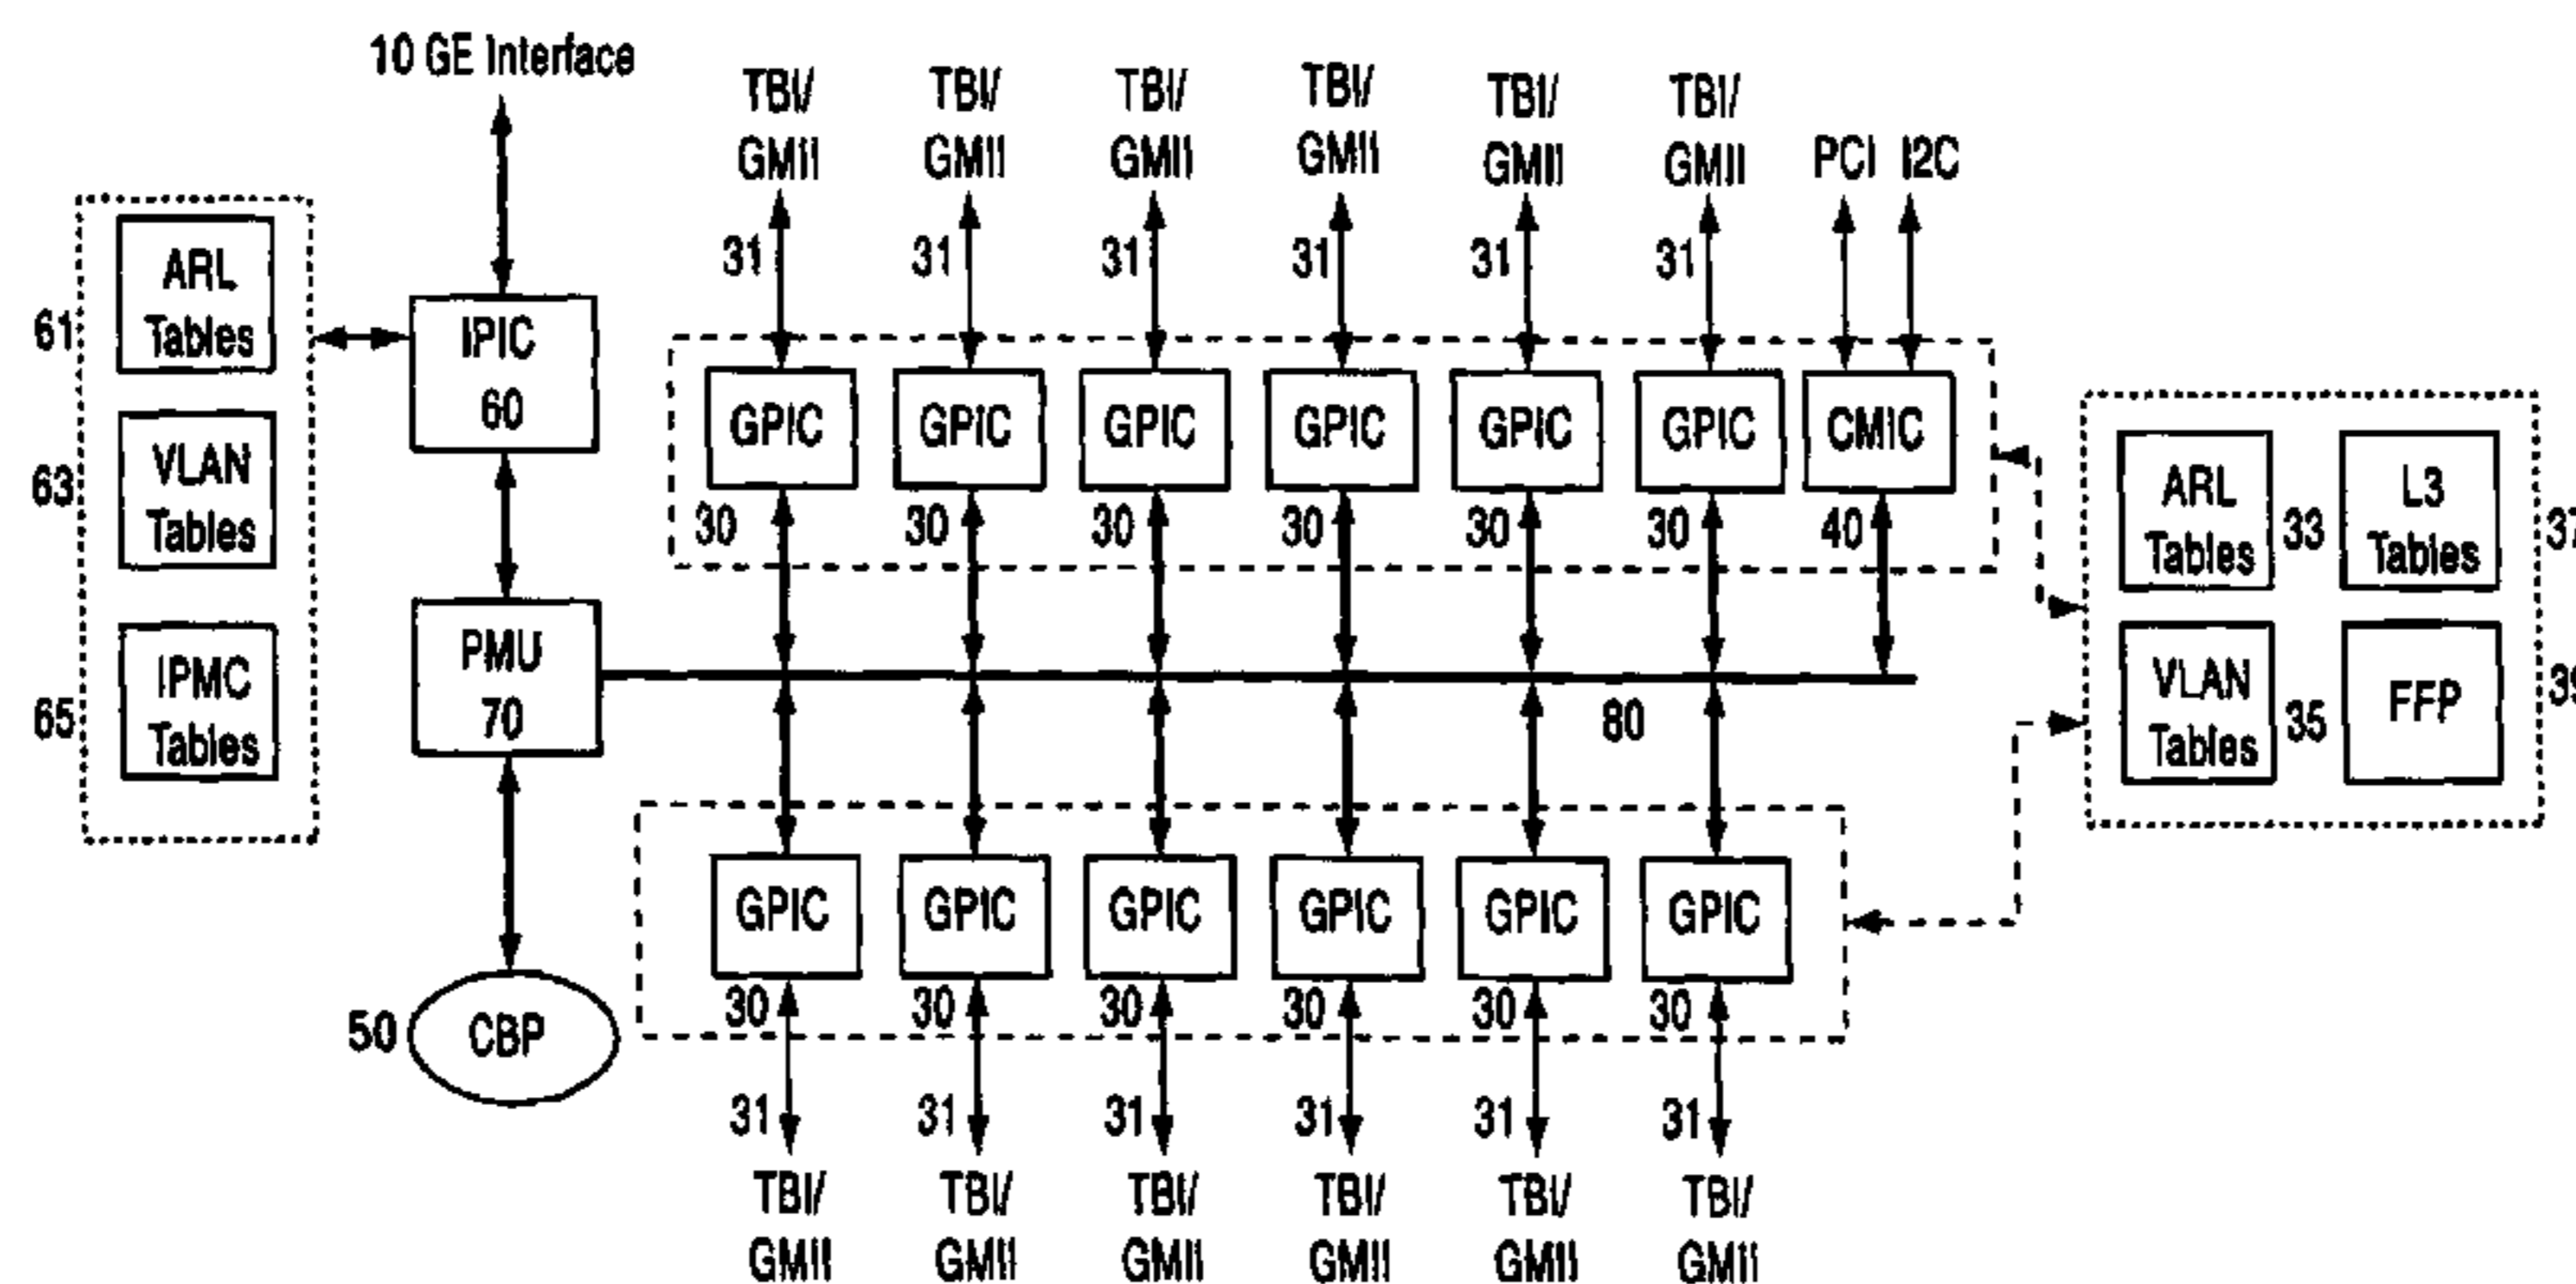 10 GE Interface
TBI/ TBI/ TBI/ TBI/ TBI/ TBI/
GMII GMII GMII GMII GMII GMII PCI I2C
31 31 31 31 31 31
ARL
Tables
61
IPIC
60
VLAN
Tables
63
IPMC
Tables
65
GPIC GPIC GPIC GPIC GPIC GPIC CMIC
30 30 30 30 30 30 40
PMU
70
80
ARL
Tables 33
L3
Tables
VLAN
Tables 35
FFP
GPIC GPIC GPIC GPIC GPIC GPIC
30 30 30 30 30 30
50 CBP
31 31 31 31 31 31
TBI/ TBI/ TBI/ TBI/ TBI/ TBI/
GMII GMII GMII GMII GMII GMII